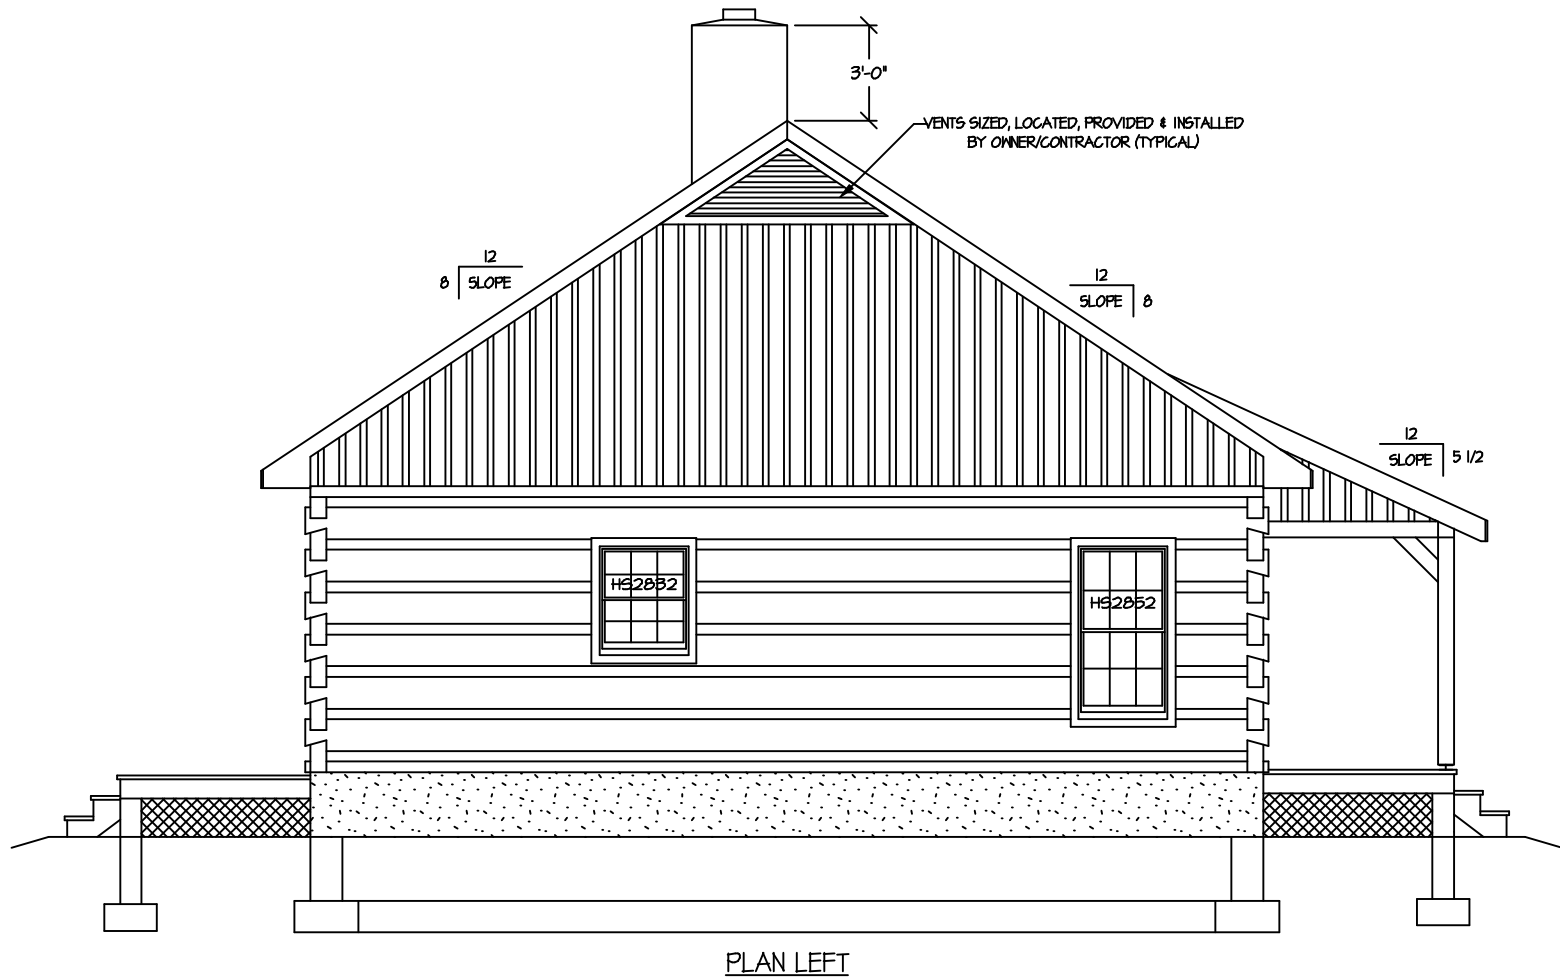 3'-0"
VENTS SIZED, LOCATED, PROVIDED & INSTALLED
BY OWNER/CONTRACTOR (TYPICAL)
12
8 SLOPE
12
SLOPE 8
12
SLOPE 5 1/2
HS2832
HS2852
PLAN LEFT